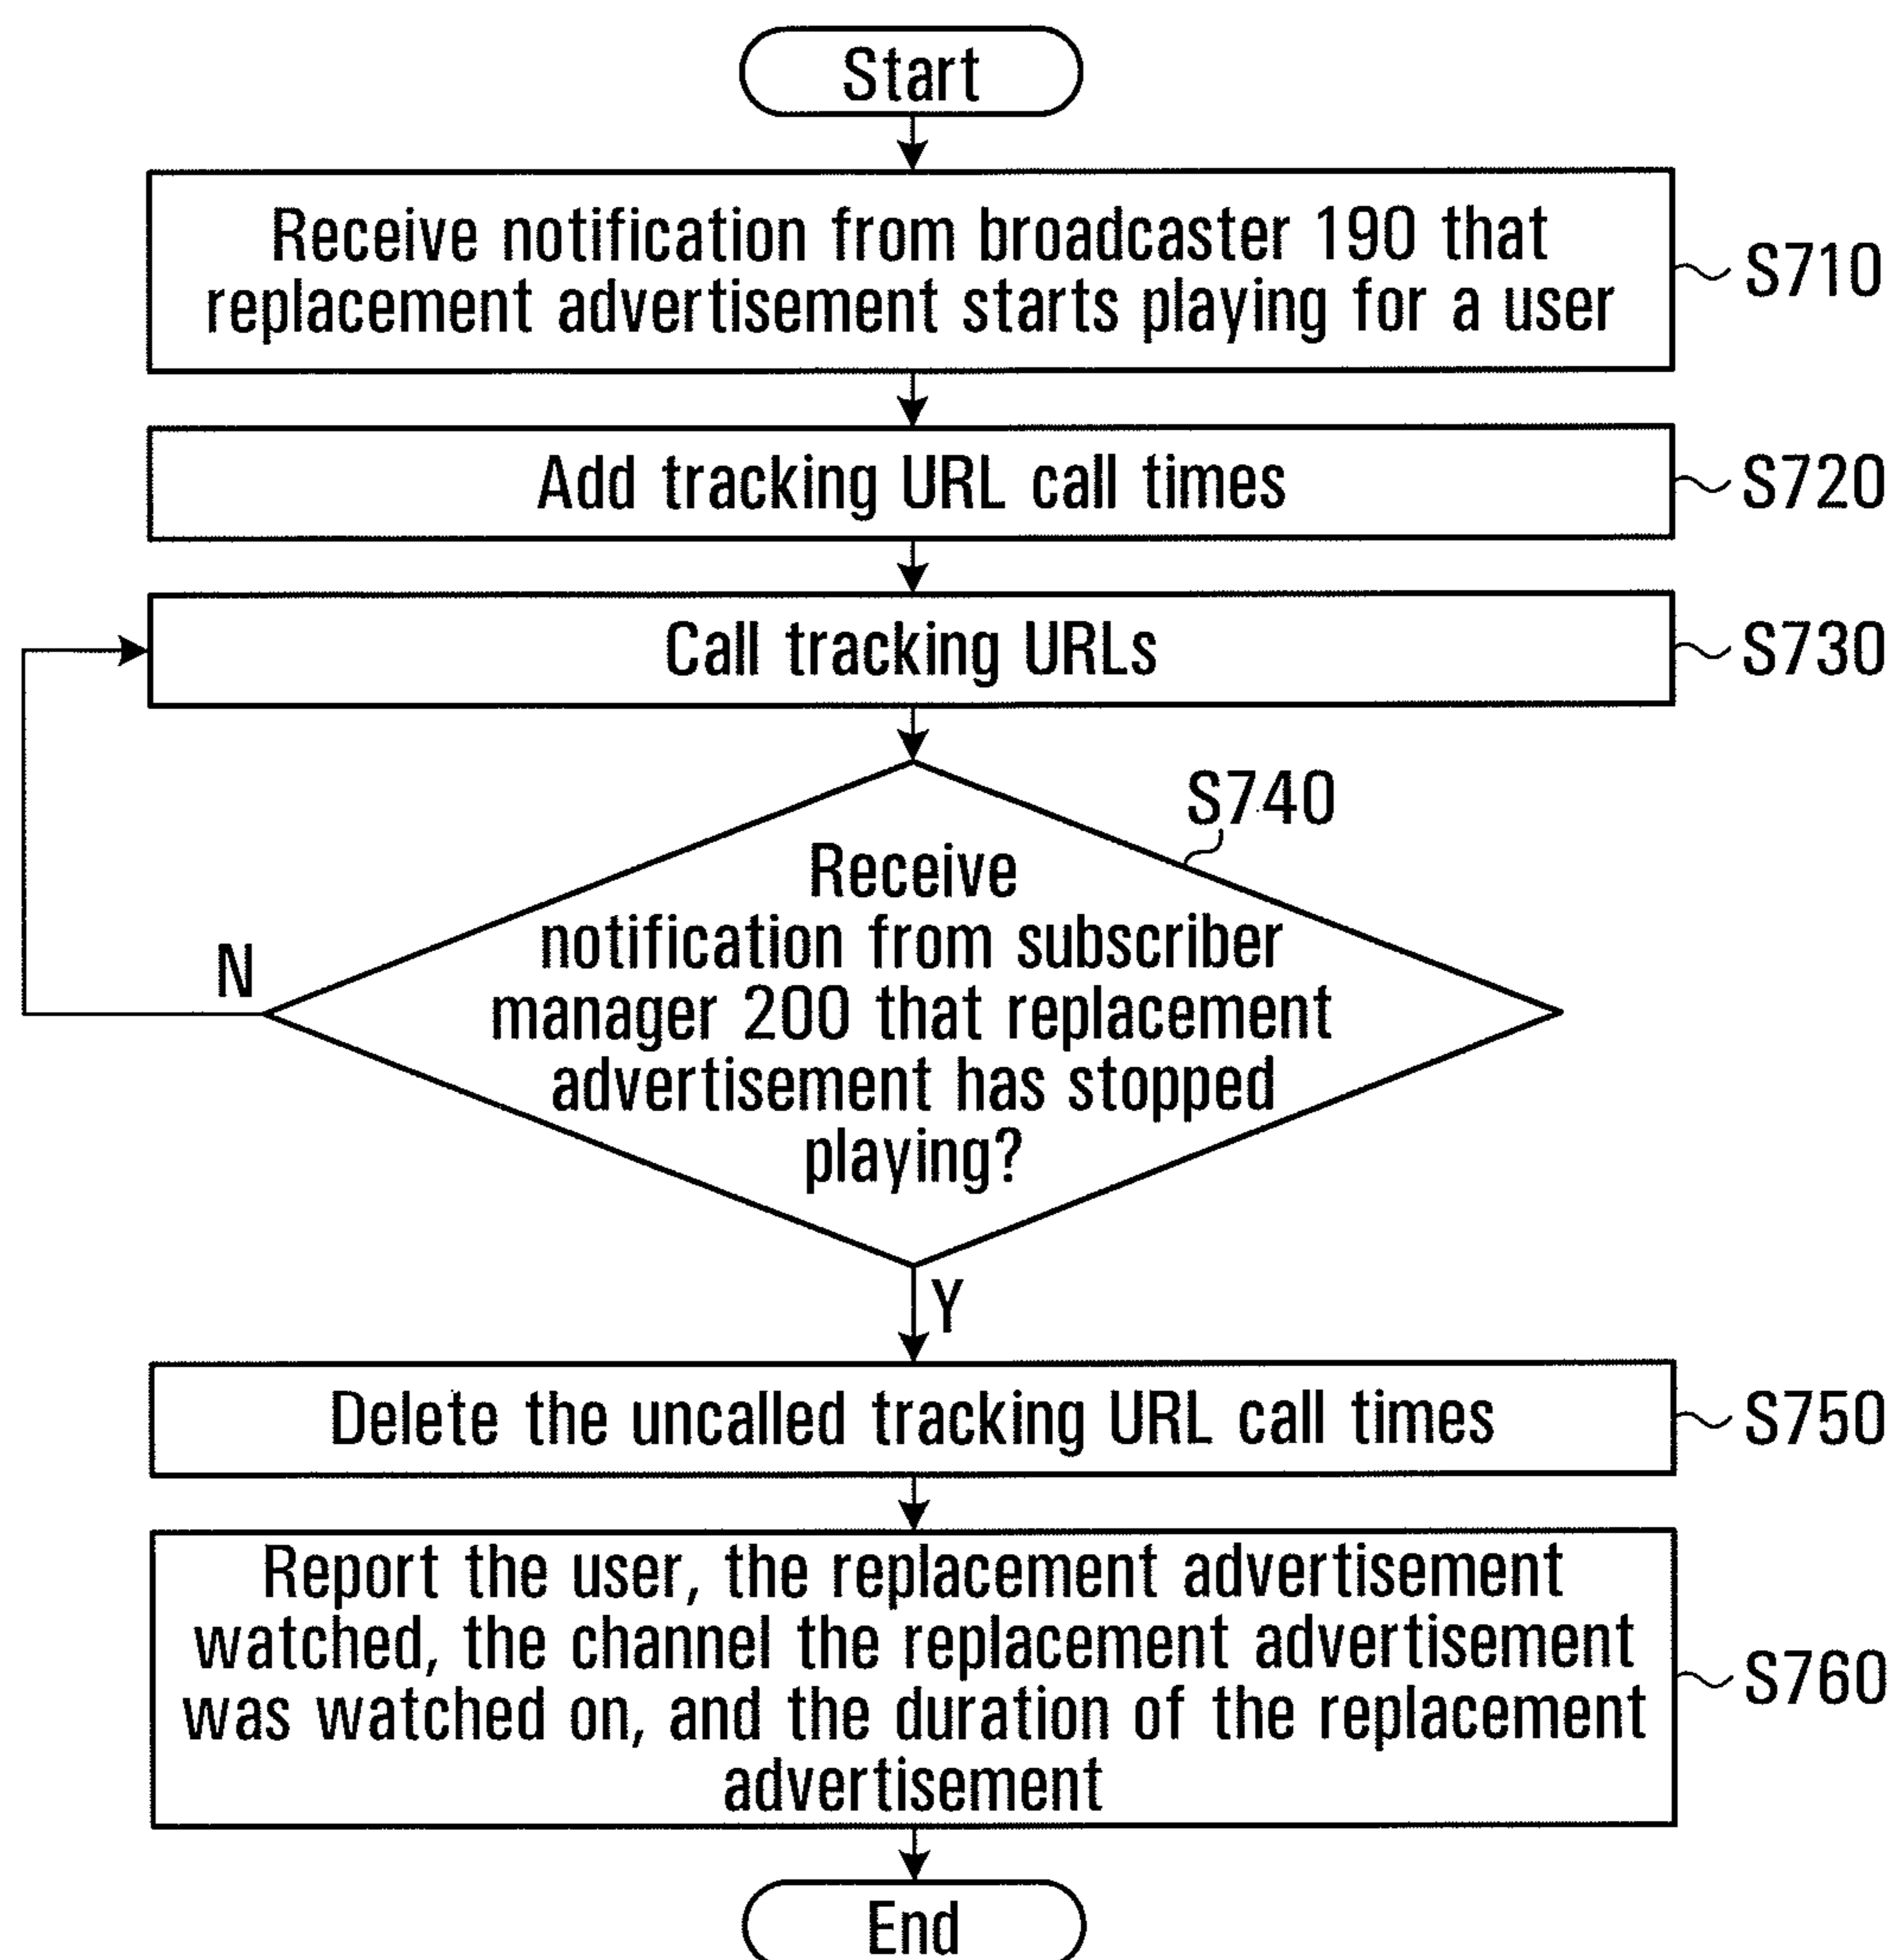 Start
Receive notification from broadcaster 190 that
replacement advertisement starts playing for a user
S710
Add tracking URL call times
S720
Call tracking URLs
S730
S740
Receive
notification from subscriber
manager 200 that replacement
advertisement has stopped
playing?
N
Y
Delete the uncalled tracking URL call times
S750
Report the user, the replacement advertisement
watched, the channel the replacement advertisement
was watched on, and the duration of the replacement
advertisement
S760
End